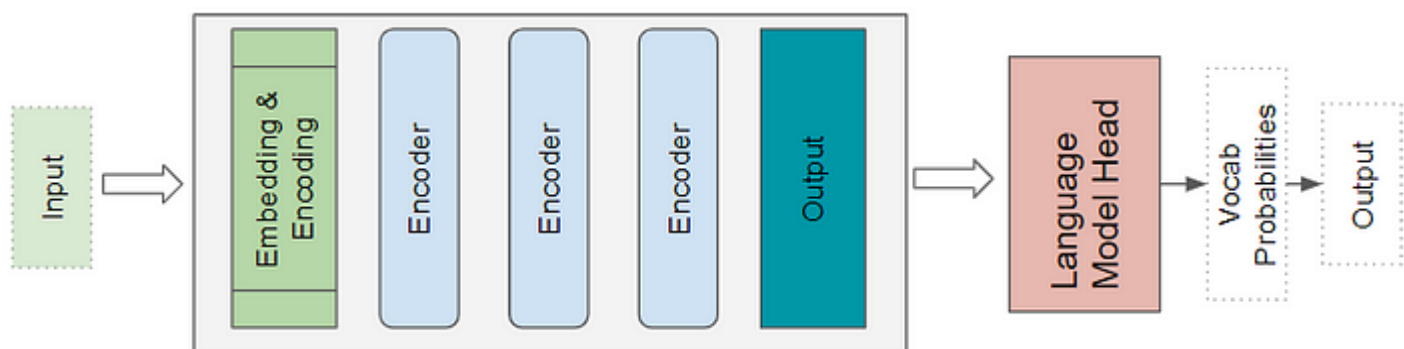 Input
Embedding &
Encoding
Encoder
Encoder
Encoder
Output
Language
Model Head
Vocab
Probabilities
Output